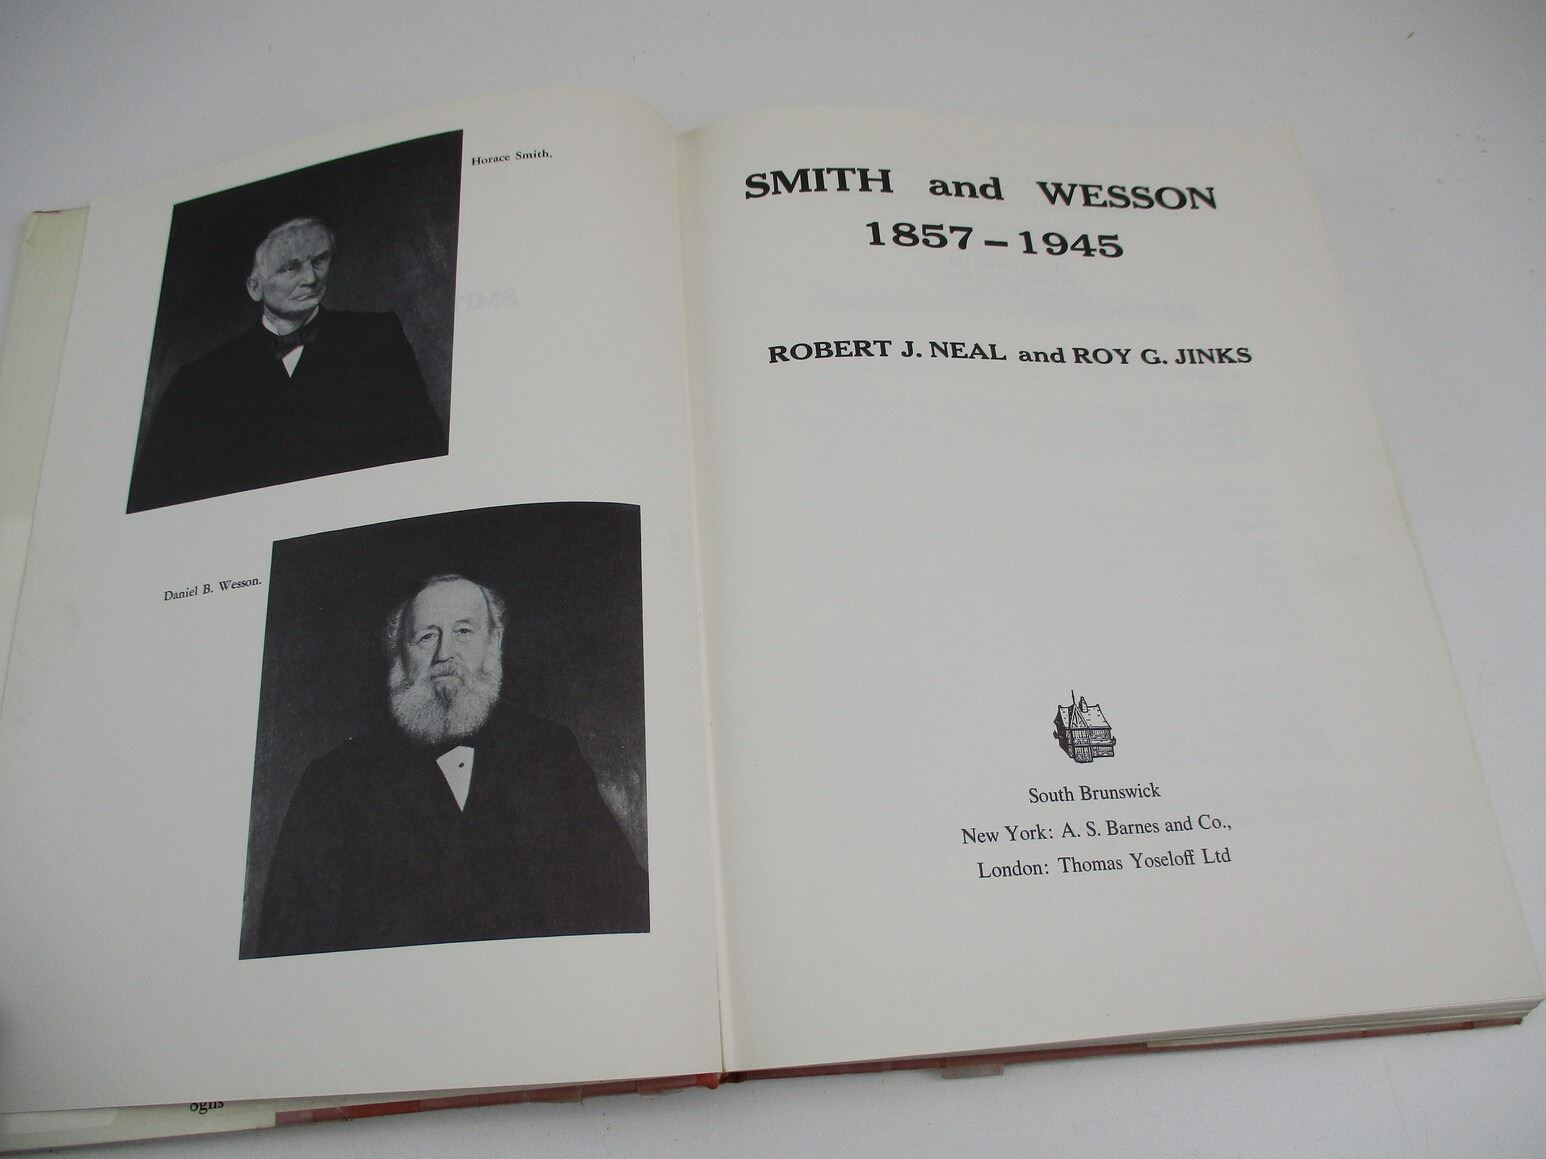 Horace Smith.
Daniel B. Wesson.
SMITH and WESSON
1857-1945
ROBERT J. NEAL and ROY G. JINKS
South Brunswick
New York: A. S. Barnes and Co.,
London: Thomas Yoseloff Ltd